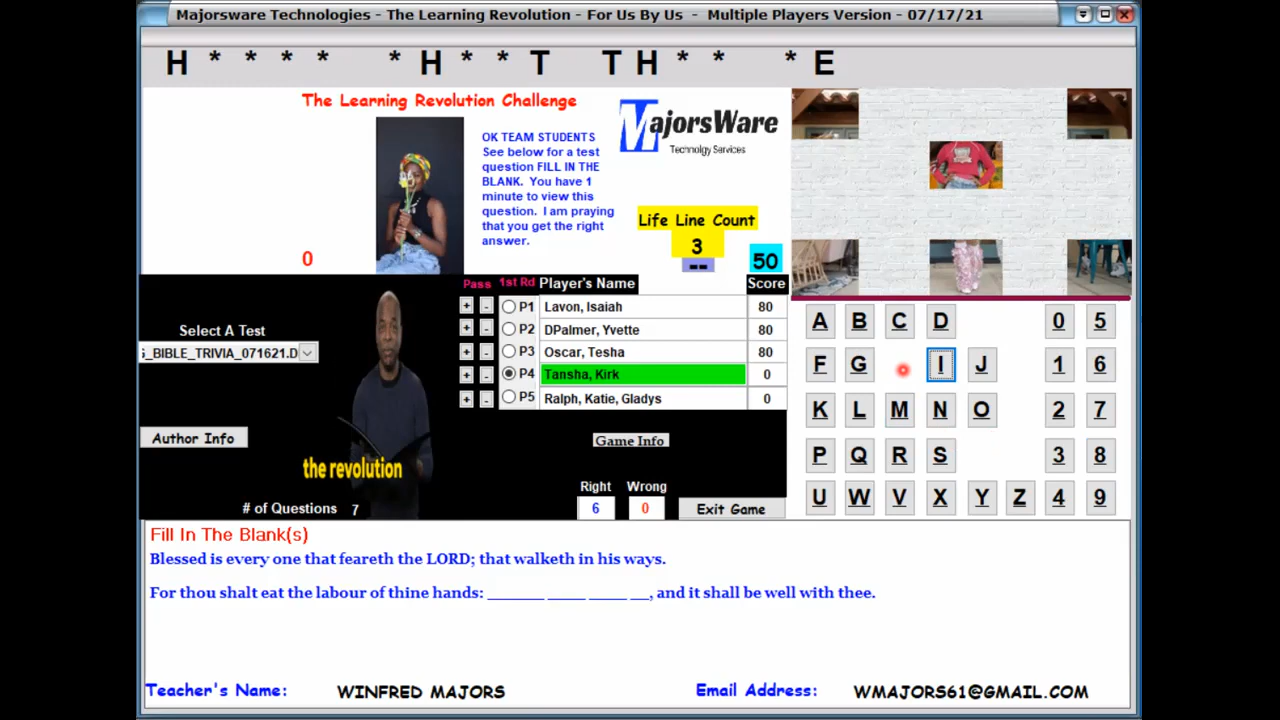 Majorsware Technologies - The Learning Revolution - For Us By Us - Multiple Players Version - 07/17/21
H * * * * * H * * T T H * * * E
The Learning Revolution Challenge
MajorsWare
Technolgy Services
OK TEAM STUDENTS
See below for a test
question FILL IN THE
BLANK. You have 1
minute to view this
question. I am praying
that you get the right
answer.
Life Line Count
3
--
50
0
Pass 1st Rd Player's Name Score
+ - P1 Lavon, Isaiah 80
+ - P2 DPalmer, Yvette 80
+ - P3 Oscar, Tesha 80
+ - P4 Tansha, Kirk 0
+ - P5 Ralph, Katie, Gladys 0
Select A Test
_BIBLE_TRIVIA_071621.D
Author Info
the revolution
# of Questions 7
Game Info
Right Wrong
6 0
Exit Game
A B C D 0 5
F G I J 1 6
K L M N O 2 7
P Q R S 3 8
U W V X Y Z 4 9
Fill In The Blank(s)
Blessed is every one that feareth the LORD; that walketh in his ways.
For thou shalt eat the labour of thine hands: _______ _____ _____ __, and it shall be well with thee.
Teacher's Name: WINFRED MAJORS Email Address: WMAJORS61@GMAIL.COM